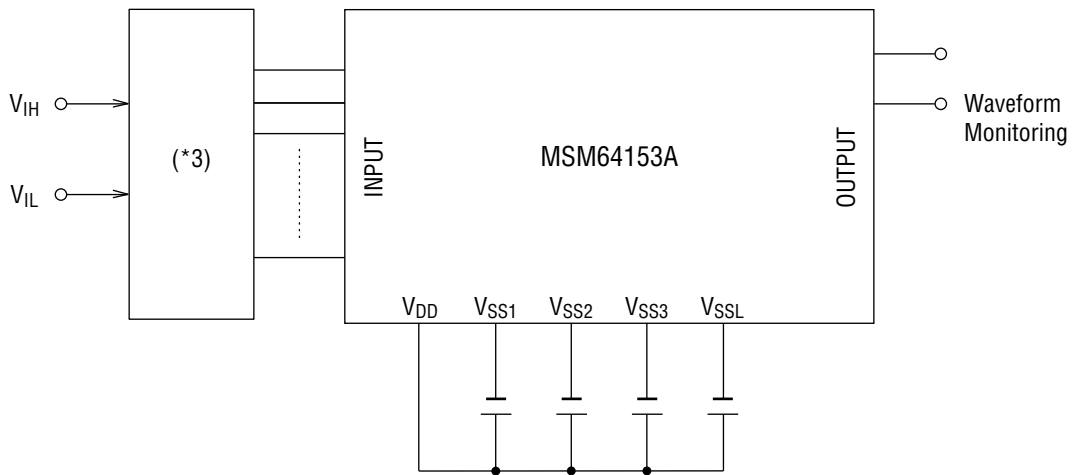 V_IH
V_IL
(*3)
INPUT
MSM64153A
OUTPUT
Waveform
Monitoring
V_DD
V_SS1
V_SS2
V_SS3
V_SSL